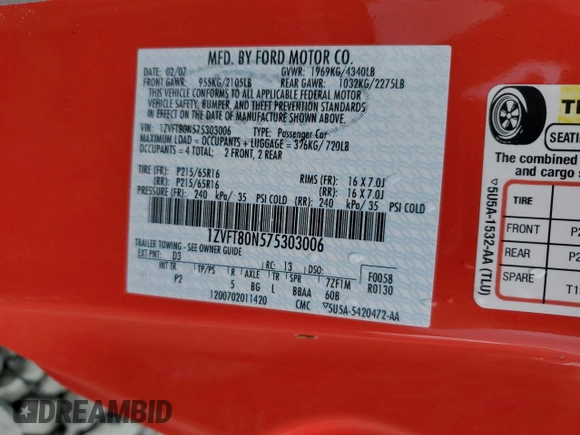 MFD. BY FORD MOTOR CO.
DATE: 02/07 GVWR: 1969KG/4340LB
FRONT GAWR: 955KG/2105LB REAR GAWR: 1032KG/2275LB
THIS VEHICLE CONFORMS TO ALL APPLICABLE FEDERAL MOTOR
VEHICLE SAFETY, BUMPER, AND THEFT PREVENTION STANDARDS
IN EFFECT ON THE DATE OF MANUFACTURE SHOWN ABOVE.
VIN: 1ZVFT80N575303006 TYPE: Passenger Car
MAXIMUM LOAD = OCCUPANTS + LUGGAGE = 326KG/720LB
OCCUPANTS = 4 TOTAL: 2 FRONT, 2 REAR
TIRE (FR): P215/65R16 RIMS (FR): 16 X 7.0J
(RR): P215/65R16 (RR): 16 X 7.0J
PRESSURE (FR): 240 kPa/ 35 PSI COLD (RR): 240 kPa/ 35 PSI COLD
1ZVFT80N575303006
TRAILER TOWING - SEE OWNER GUIDE
EXT PNT: D3 RC: 13 DSO: F0058
INT TR TP/PS R AXLE TR SPR 7ZF1M R0130
P2 5 BG L BBAA 60B
1200702011420 CMC ▽5U5A-5420472-AA
▽5U5A-1532-AA (TLU)
SEATI
The combined
and cargo s
TIRE
FRONT P2
REAR P2
SPARE T1
DREAMBID